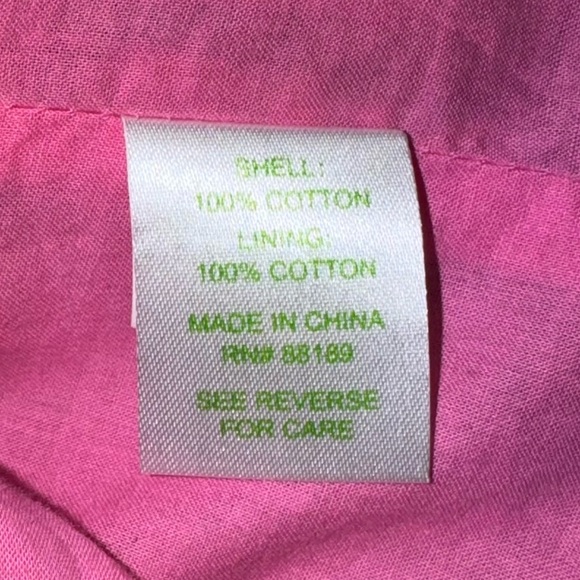 SHELL:
100% COTTON
LINING:
100% COTTON
MADE IN CHINA
RN# 88189
SEE REVERSE
FOR CARE